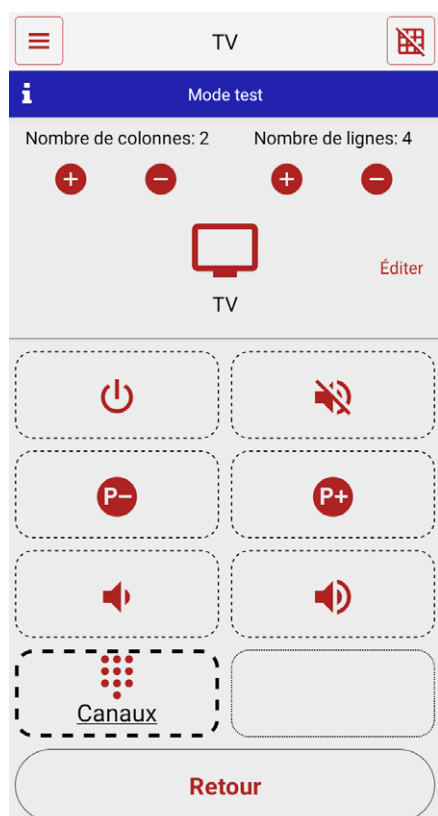 TV
Mode test
Nombre de colonnes: 2 Nombre de lignes: 4
Éditer
TV
P- P+
Canaux
Retour